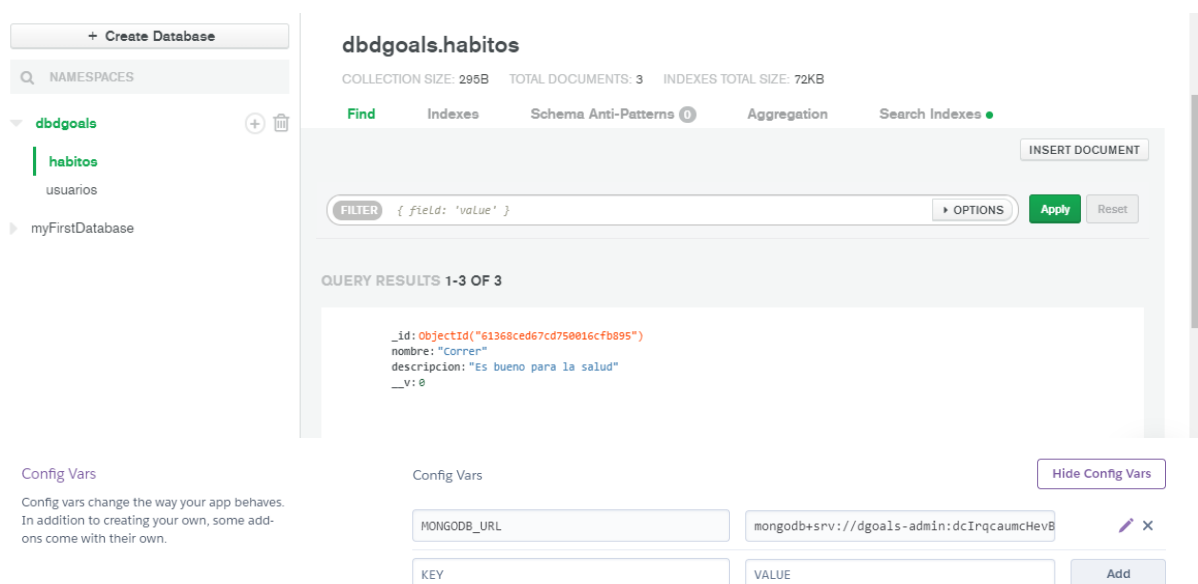 + Create Database
NAMESPACES
dbdgoals
habitos
usuarios
myFirstDatabase
dbdgoals.habitos
COLLECTION SIZE: 295B TOTAL DOCUMENTS: 3 INDEXES TOTAL SIZE: 72KB
Find Indexes Schema Anti-Patterns 0 Aggregation Search Indexes
INSERT DOCUMENT
FILTER { field: 'value' } OPTIONS Apply Reset
QUERY RESULTS 1-3 OF 3
_id: ObjectId("61368ced67cd750016cfb895")
nombre: "Correr"
descripcion: "Es bueno para la salud"
__v: 0
Config Vars
Config vars change the way your app behaves.
In addition to creating your own, some add-
ons come with their own.
Config Vars Hide Config Vars
MONGODB_URL mongodb+srv://dgoals-admin:dcIrqcaumcHevB
KEY VALUE Add